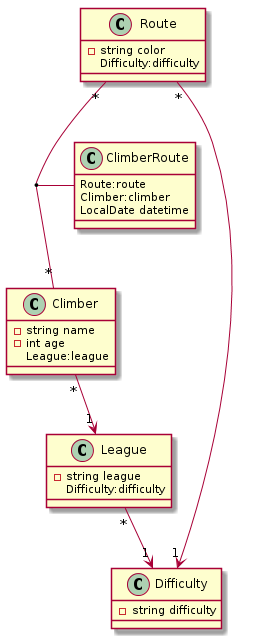 C Route
string color
Difficulty:difficulty
* *
C ClimberRoute
Route:route
Climber:climber
LocalDate datetime
*
C Climber
string name
int age
League:league
*
1
C League
string league
Difficulty:difficulty
*
1 1
C Difficulty
string difficulty